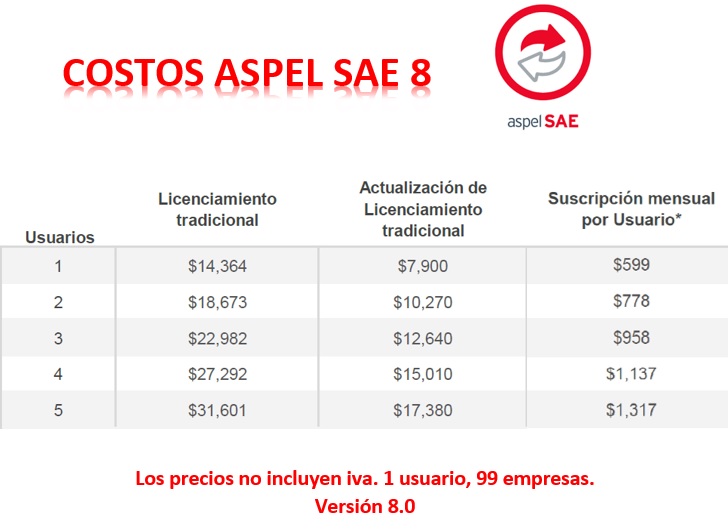 COSTOS ASPEL SAE 8
aspel SAE
Usuarios
Licenciamiento
tradicional
Actualización de
Licenciamiento
tradicional
Suscripción mensual
por Usuario*
1 $14,364 $7,900 $599
2 $18,673 $10,270 $778
3 $22,982 $12,640 $958
4 $27,292 $15,010 $1,137
5 $31,601 $17,380 $1,317
Los precios no incluyen iva. 1 usuario, 99 empresas.
Versión 8.0